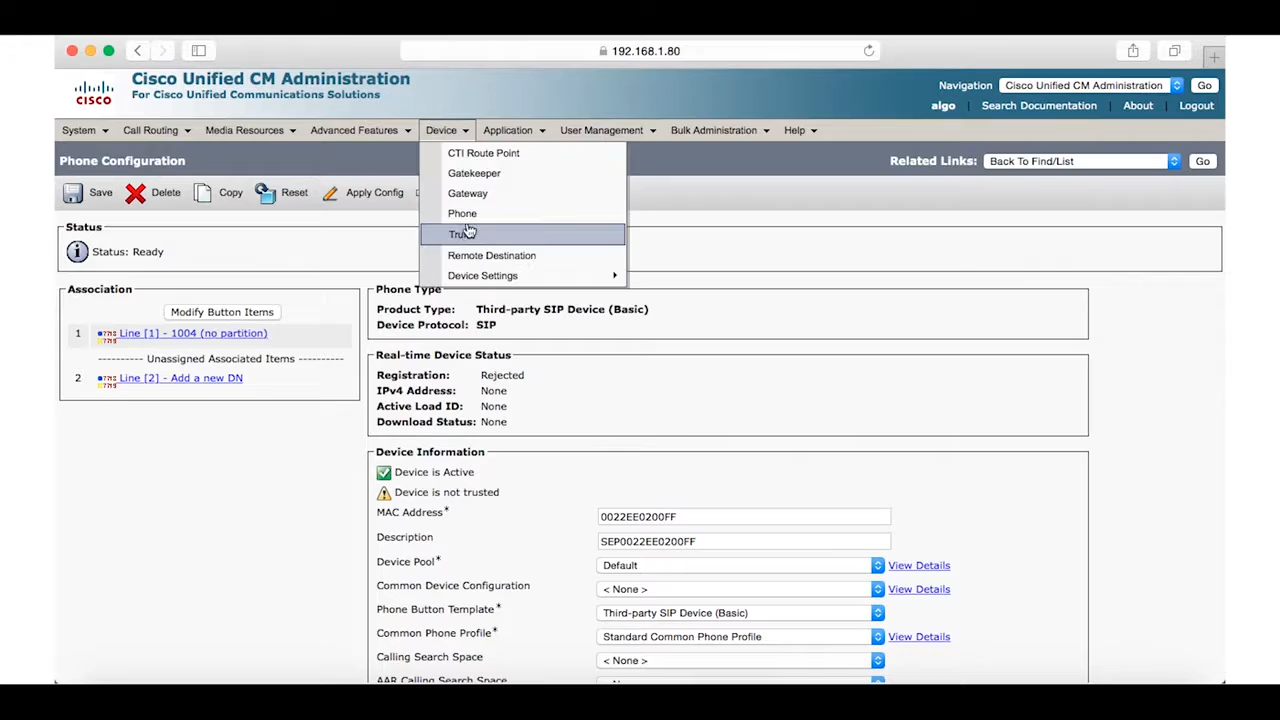 192.168.1.80
Cisco Unified CM Administration
For Cisco Unified Communications Solutions
CISCO
Navigation Cisco Unified CM Administration Go
algo Search Documentation About Logout
System Call Routing Media Resources Advanced Features Device Application User Management Bulk Administration Help
Phone Configuration
Related Links: Back To Find/List Go
Save Delete Copy Reset Apply Config
CTI Route Point
Gatekeeper
Gateway
Phone
Remote Destination
Device Settings
Status
Status: Ready
Association
Modify Button Items
1 Line [1] - 1004 (no partition)
---------- Unassigned Associated Items ----------
2 Line [2] - Add a new DN
Phone Type
Product Type: Third-party SIP Device (Basic)
Device Protocol: SIP
Real-time Device Status
Registration: Rejected
IPv4 Address: None
Active Load ID: None
Download Status: None
Device Information
Device is Active
Device is not trusted
MAC Address* 0022EE0200FF
Description SEP0022EE0200FF
Device Pool* Default View Details
Common Device Configuration < None > View Details
Phone Button Template* Third-party SIP Device (Basic)
Common Phone Profile* Standard Common Phone Profile View Details
Calling Search Space < None >
AAR Calling Search Space